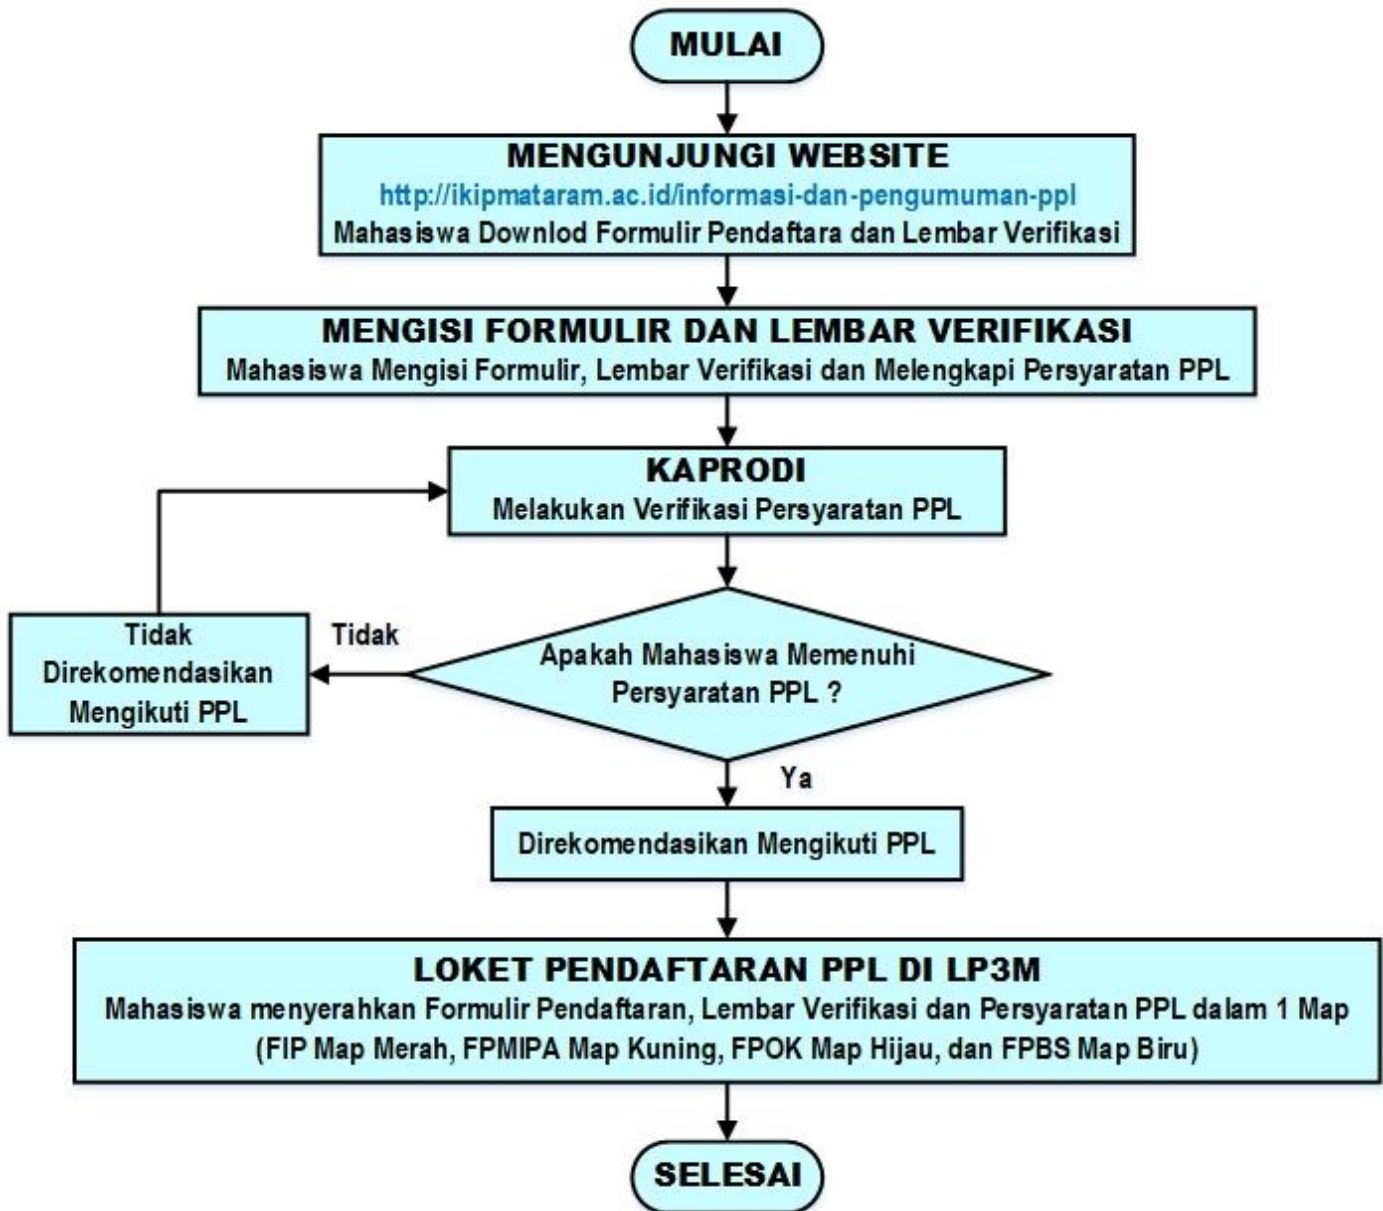 MULAI
MENGUNJUNGI WEBSITE
http://ikipmataram.ac.id/informasi-dan-pengumuman-ppl
Mahasiswa Downlod Formulir Pendaftara dan Lembar Verifikasi
MENGISI FORMULIR DAN LEMBAR VERIFIKASI
Mahasiswa Mengisi Formulir, Lembar Verifikasi dan Melengkapi Persyaratan PPL
KAPRODI
Melakukan Verifikasi Persyaratan PPL
Tidak
Direkomendasikan
Mengikuti PPL
Tidak
Apakah Mahasiswa Memenuhi
Persyaratan PPL ?
Ya
Direkomendasikan Mengikuti PPL
LOKET PENDAFTARAN PPL DI LP3M
Mahasiswa menyerahkan Formulir Pendaftaran, Lembar Verifikasi dan Persyaratan PPL dalam 1 Map
(FIP Map Merah, FPMIPA Map Kuning, FPOK Map Hijau, dan FPBS Map Biru)
SELESAI